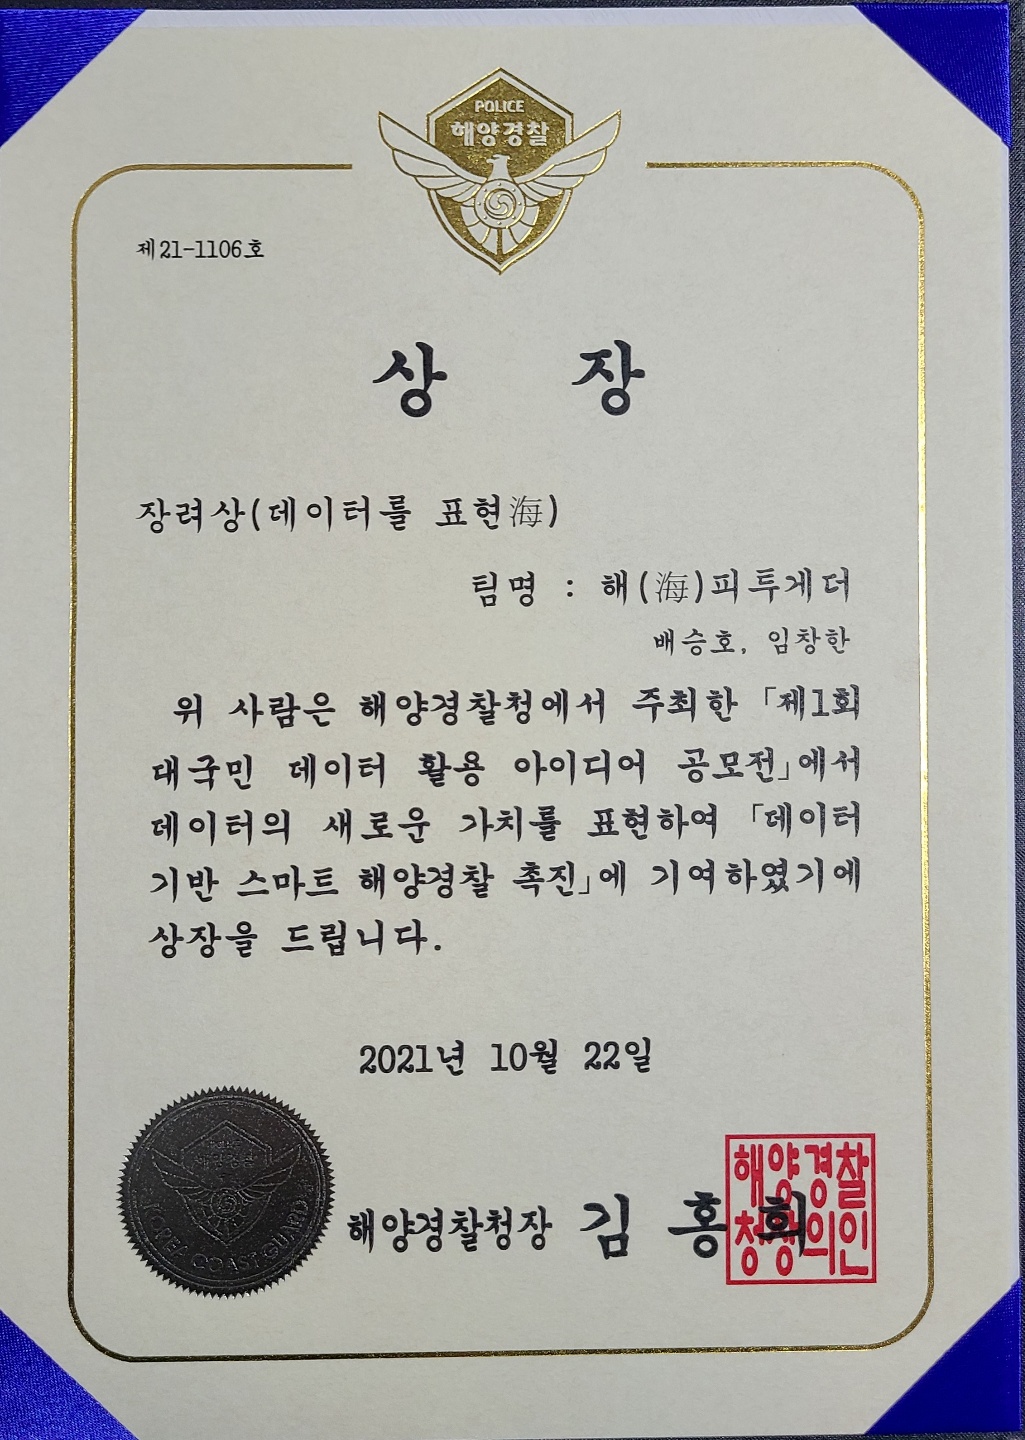 POLICE
해양경찰
제21-1106호
상 장
장려상(데이터를 표현海)
팀명 : 해(海)피투게더
배승호, 임창한
위 사람은 해양경찰청에서 주최한 「제1회
대국민 데이터 활용 아이디어 공모전」에서
데이터의 새로운 가치를 표현하여 「데이터
기반 스마트 해양경찰 촉진」에 기여하였기에
상장을 드립니다.
2021년 10월 22일
해양경찰
KOREA COAST GUARD
해양경찰청장 김 홍 희
해양경찰
청장의인